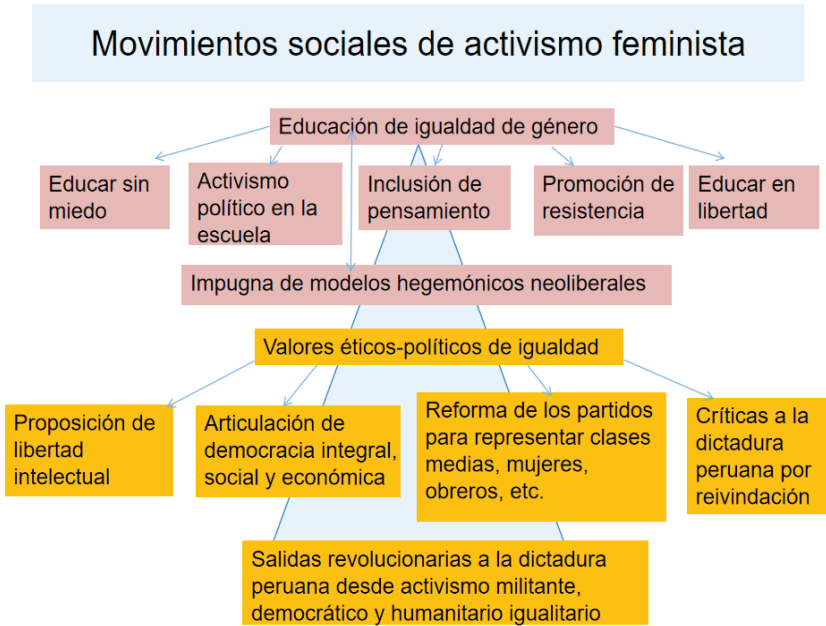 Movimientos sociales de activismo feminista
Educación de igualdad de género
Educar sin
miedo
Activismo
político en la
escuela
Inclusión de
pensamiento
Promoción de
resistencia
Educar en
libertad
Impugna de modelos hegemónicos neoliberales
Valores éticos-políticos de igualdad
Proposición de
libertad
intelectual
Articulación de
democracia integral,
social y económica
Reforma de los partidos
para representar clases
medias, mujeres,
obreros, etc.
Críticas a la
dictadura
peruana por
reivindación
Salidas revolucionarias a la dictadura
peruana desde activismo militante,
democrático y humanitario igualitario